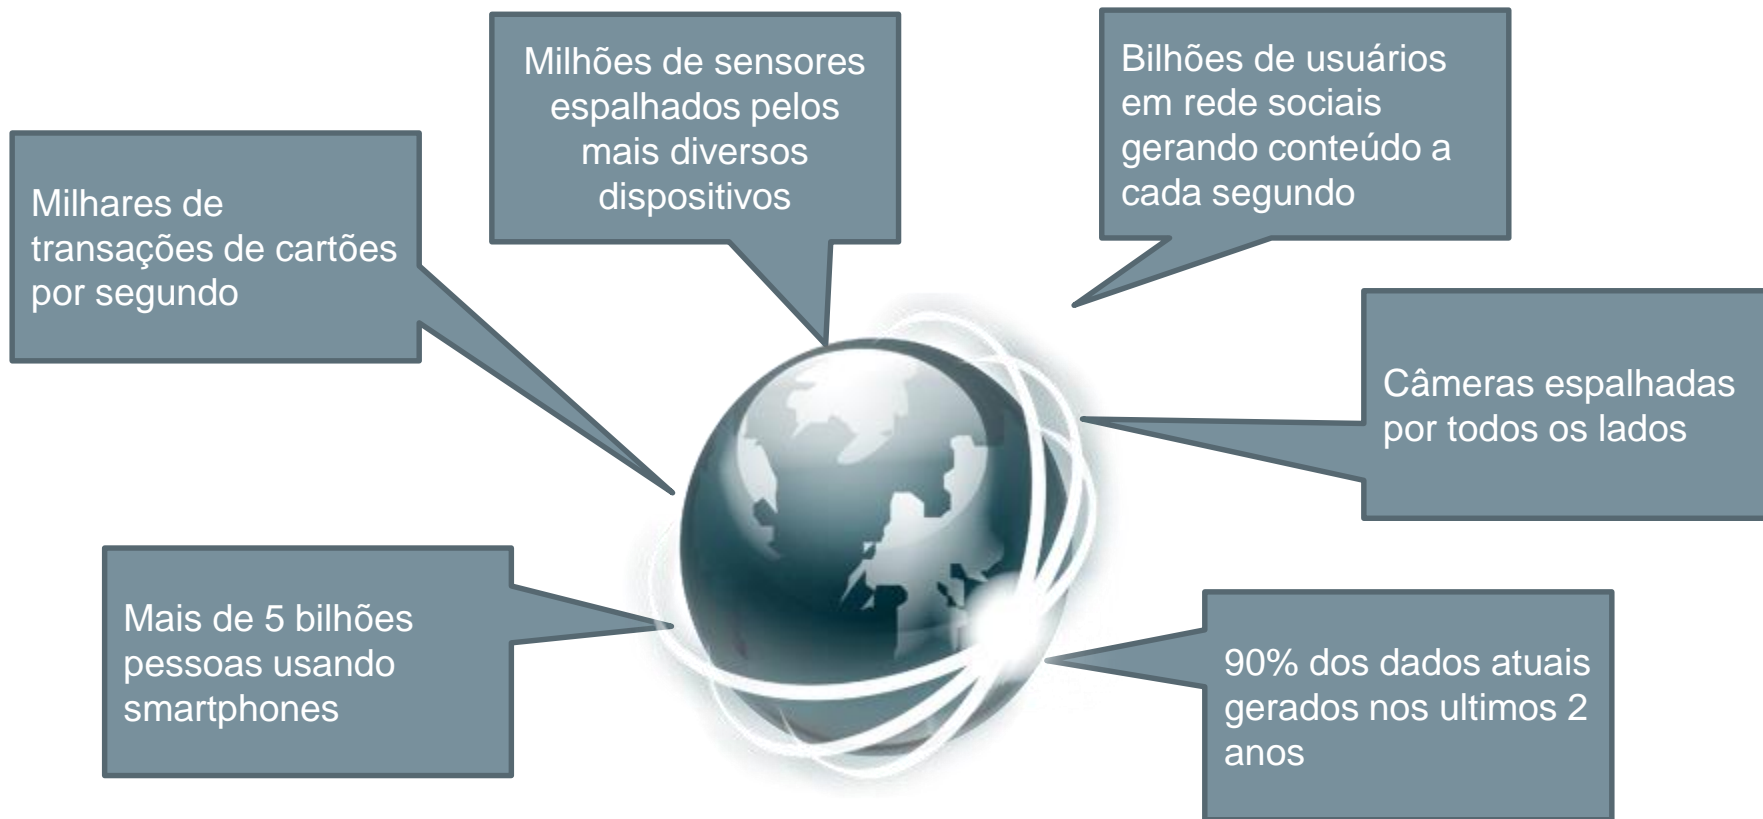 Milhares de
transações de cartões
por segundo
Milhões de sensores
espalhados pelos
mais diversos
dispositivos
Bilhões de usuários
em rede sociais
gerando conteúdo a
cada segundo
Câmeras espalhadas
por todos os lados
Mais de 5 bilhões
pessoas usando
smartphones
90% dos dados atuais
gerados nos ultimos 2
anos